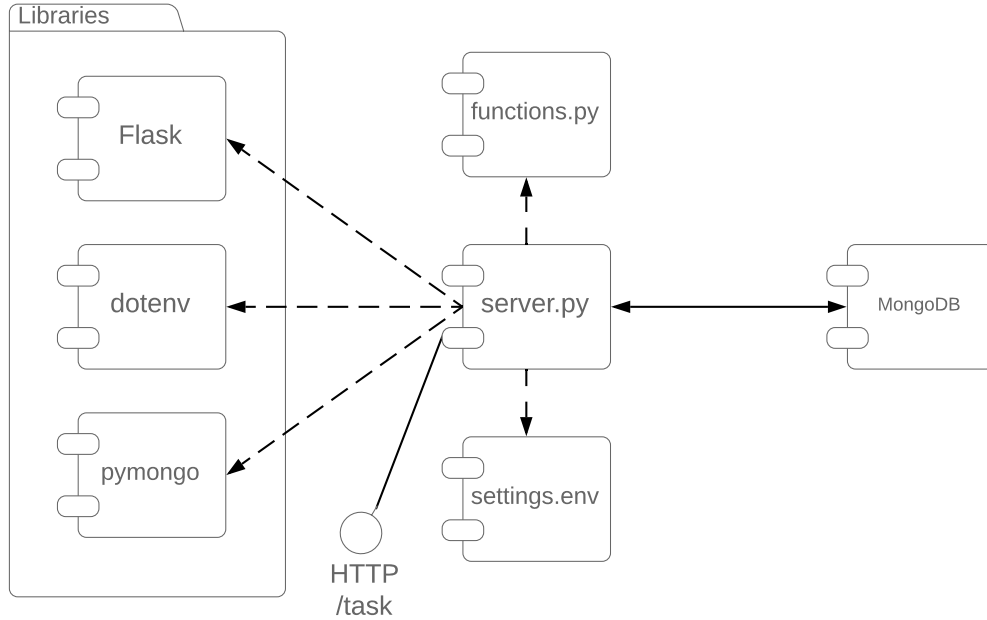 Libraries
Flask
functions.py
dotenv
server.py
MongoDB
pymongo
settings.env
HTTP
/task